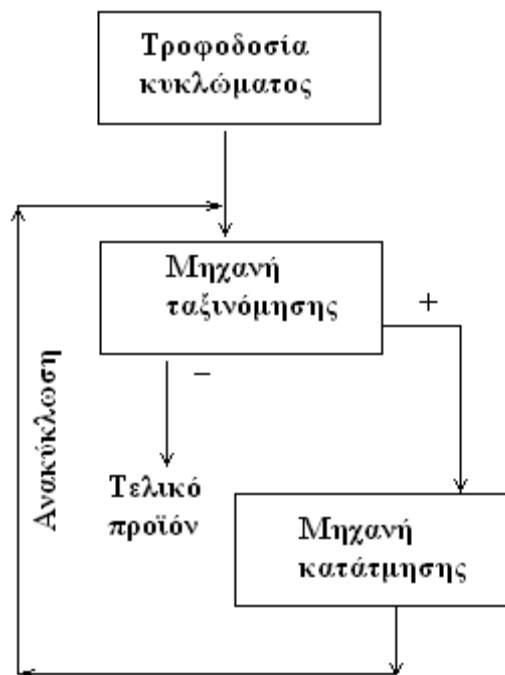 Τροφοδοσία
κυκλώματος
Μηχανή
ταξινόμησης
+
−
Ανακύκλωση
Τελικό
προϊόν
Μηχανή
κατάτμησης